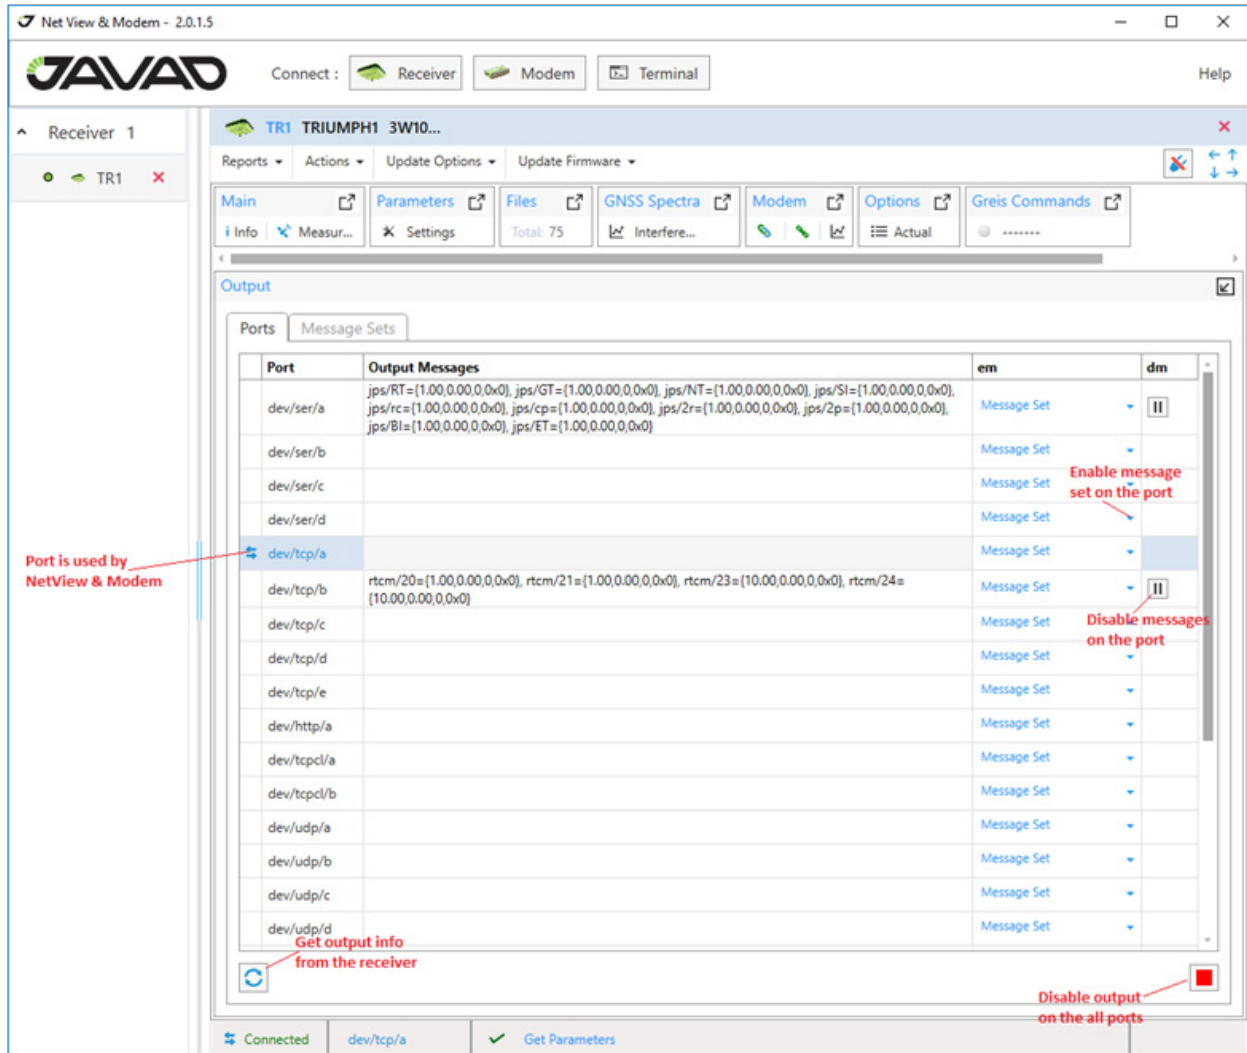 Net View & Modem - 2.0.1.5
JAVAD
Connect :
Receiver
Modem
Terminal
Help
Receiver 1
TR1 TRIUMPH1 3W10...
TR1
Reports
Actions
Update Options
Update Firmware
Main
Parameters
Files
GNSS Spectra
Modem
Options
Greis Commands
Info
Measur...
Settings
Total: 75
Interfere...
Actual
-------
Output
Ports
Message Sets
Port
Output Messages
em
dm
dev/ser/a
jps/RT={1.00,0.00,0,0x0}, jps/GT={1.00,0.00,0,0x0}, jps/NT={1.00,0.00,0,0x0}, jps/SI={1.00,0.00,0,0x0},
jps/rc={1.00,0.00,0,0x0}, jps/cp={1.00,0.00,0,0x0}, jps/2r={1.00,0.00,0,0x0}, jps/2p={1.00,0.00,0,0x0},
jps/BI={1.00,0.00,0,0x0}, jps/ET={1.00,0.00,0,0x0}
Message Set
dev/ser/b
Message Set
Enable message
set on the port
dev/ser/c
Message Set
dev/ser/d
Message Set
Port is used by
NetView & Modem
dev/tcp/a
Message Set
dev/tcp/b
rtcm/20={1.00,0.00,0,0x0}, rtcm/21={1.00,0.00,0,0x0}, rtcm/23={10.00,0.00,0,0x0}, rtcm/24=
{10.00,0.00,0,0x0}
Message Set
Disable messages
on the port
dev/tcp/c
Message Set
dev/tcp/d
Message Set
dev/tcp/e
Message Set
dev/http/a
Message Set
dev/tcpcl/a
Message Set
dev/tcpcl/b
Message Set
dev/udp/a
Message Set
dev/udp/b
Message Set
dev/udp/c
Message Set
dev/udp/d
Message Set
Get output info
from the receiver
Disable output
on the all ports
Connected
dev/tcp/a
Get Parameters